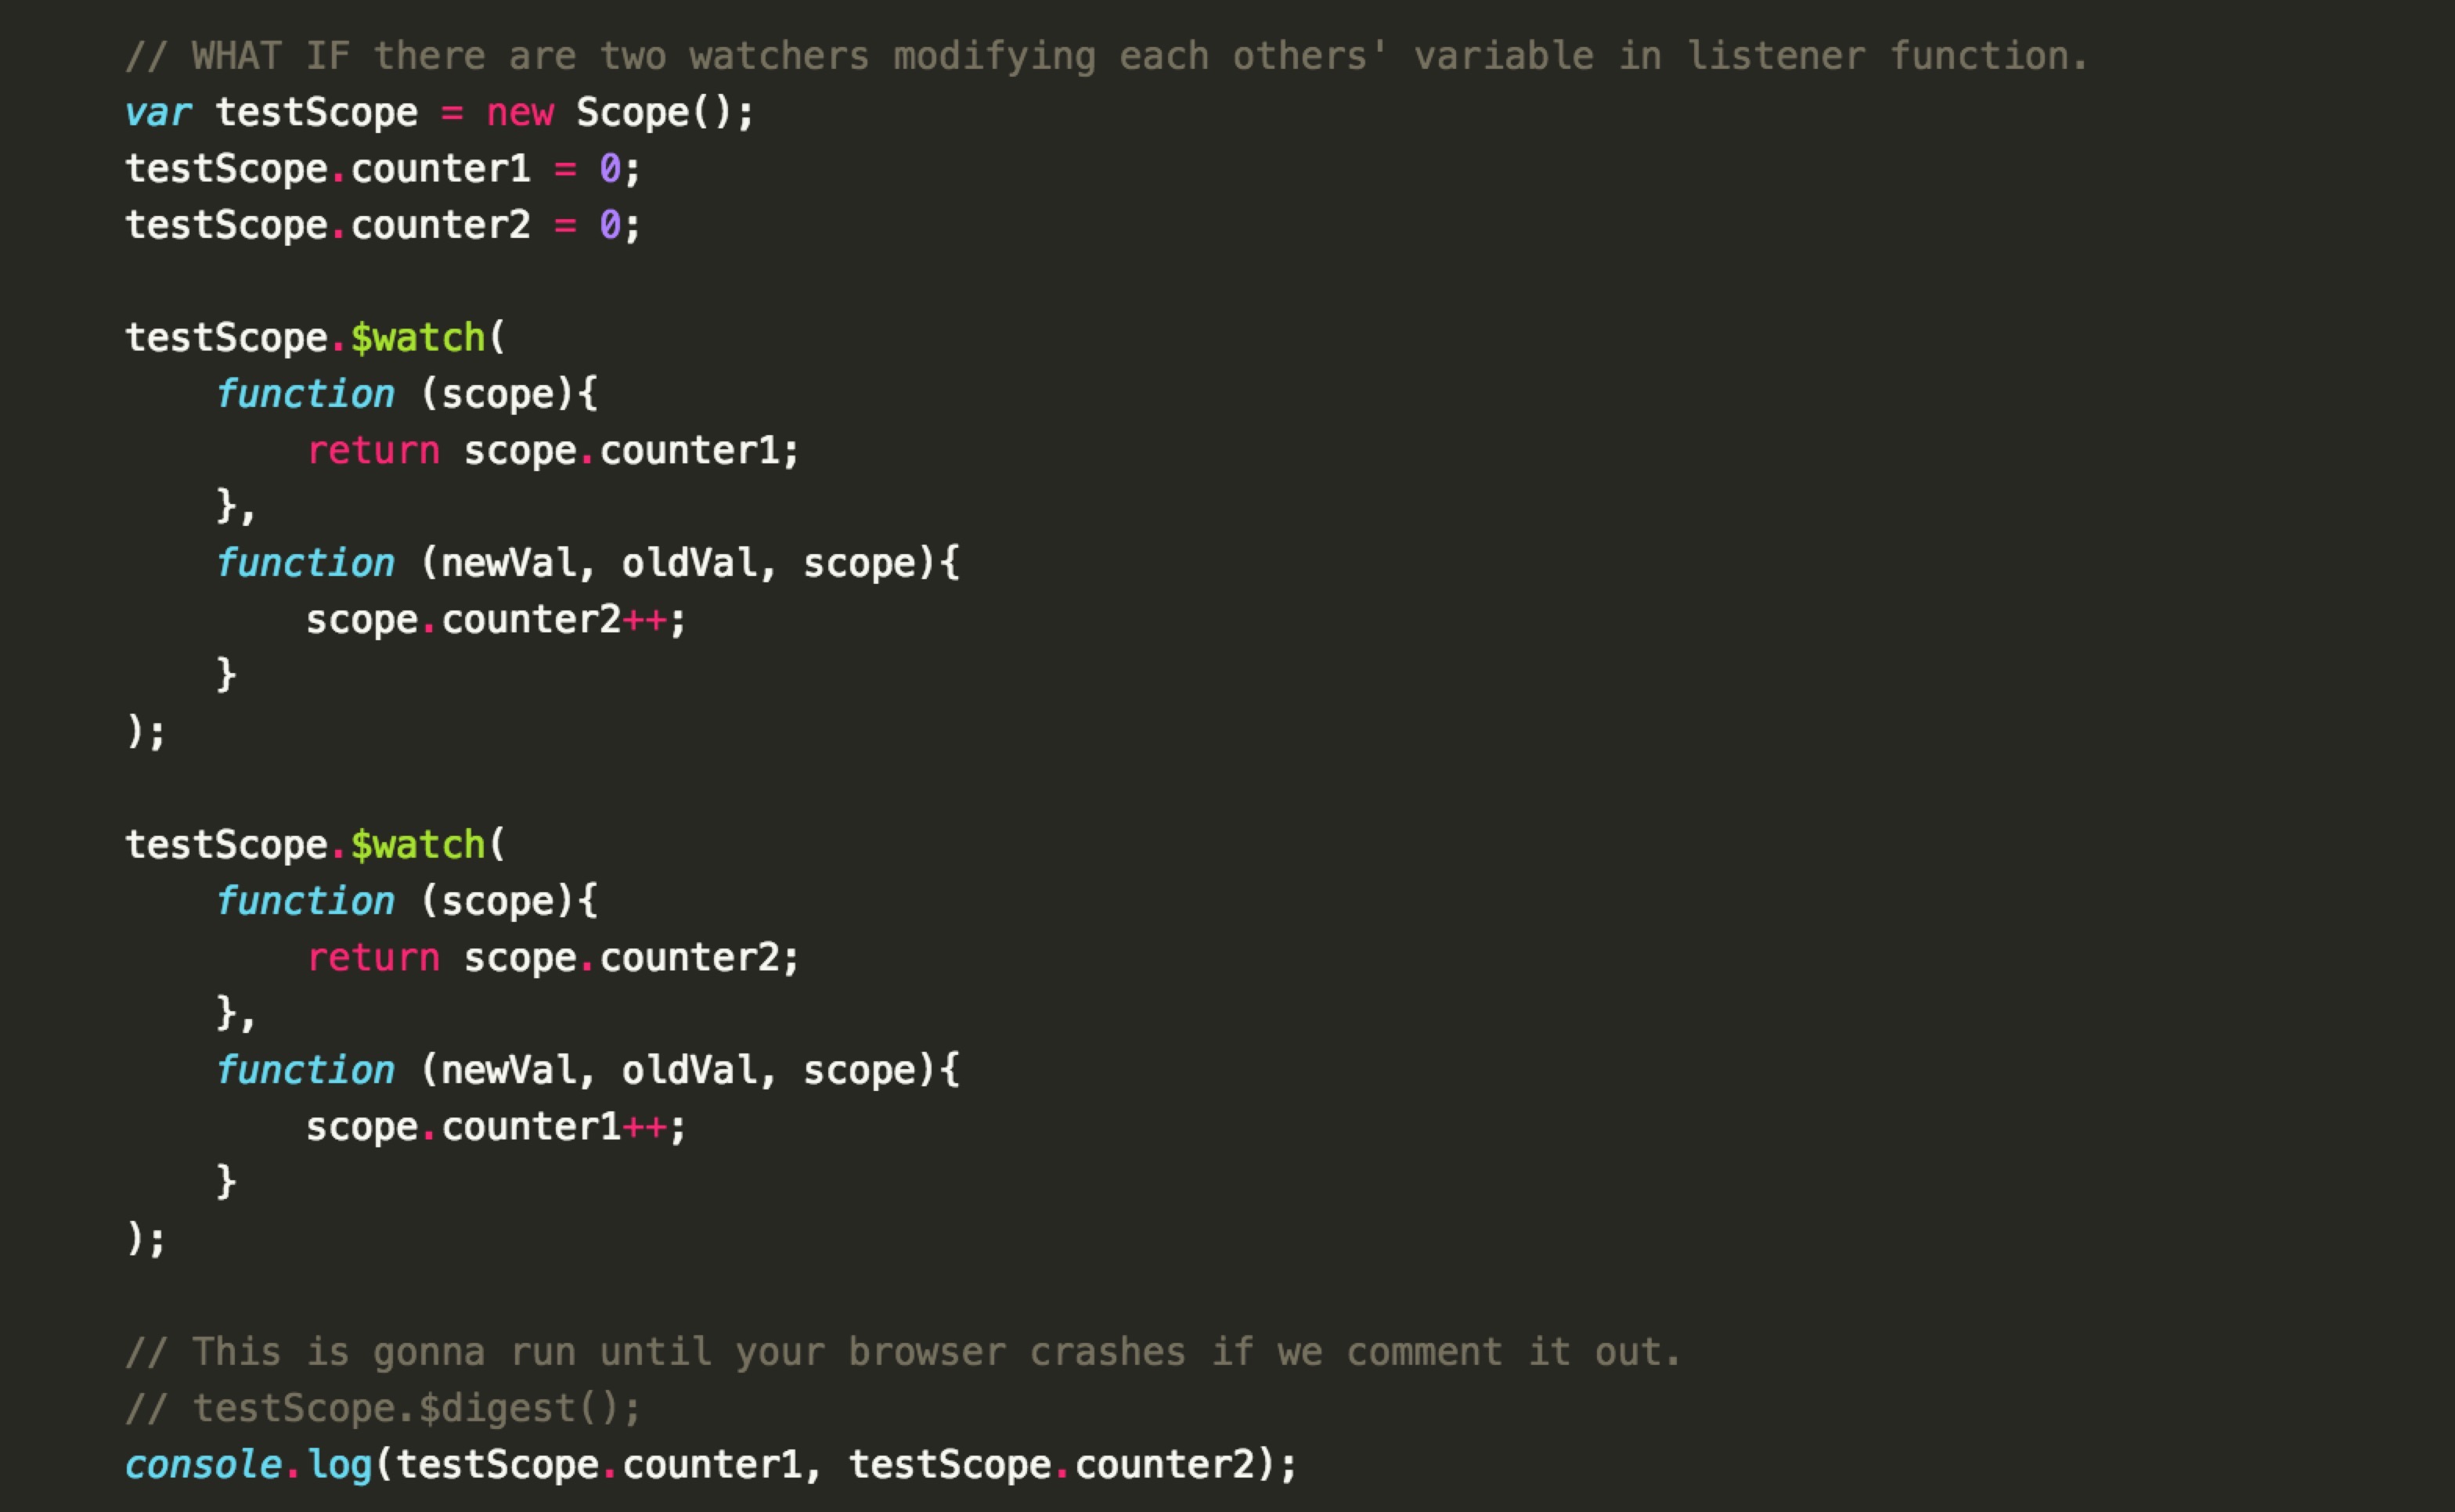 // WHAT IF there are two watchers modifying each others' variable in listener function.
var testScope = new Scope();
testScope.counter1 = 0;
testScope.counter2 = 0;

testScope.$watch(
    function (scope){
        return scope.counter1;
    },
    function (newVal, oldVal, scope){
        scope.counter2++;
    }
);

testScope.$watch(
    function (scope){
        return scope.counter2;
    },
    function (newVal, oldVal, scope){
        scope.counter1++;
    }
);

// This is gonna run until your browser crashes if we comment it out.
// testScope.$digest();
console.log(testScope.counter1, testScope.counter2);